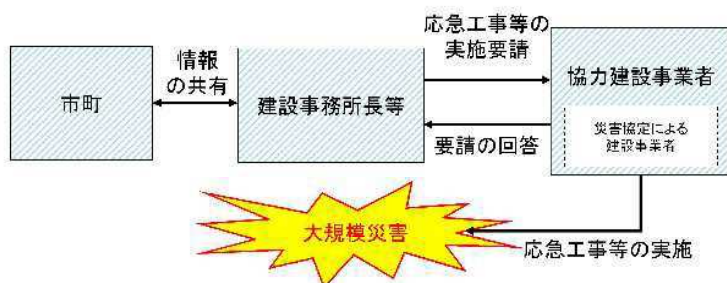 応急工事等の
実施要請
情報
の共有
市町
建設事務所長等
協力建設事業者
災害協定による
建設事業者
要請の回答
大規模災害
応急工事等の実施